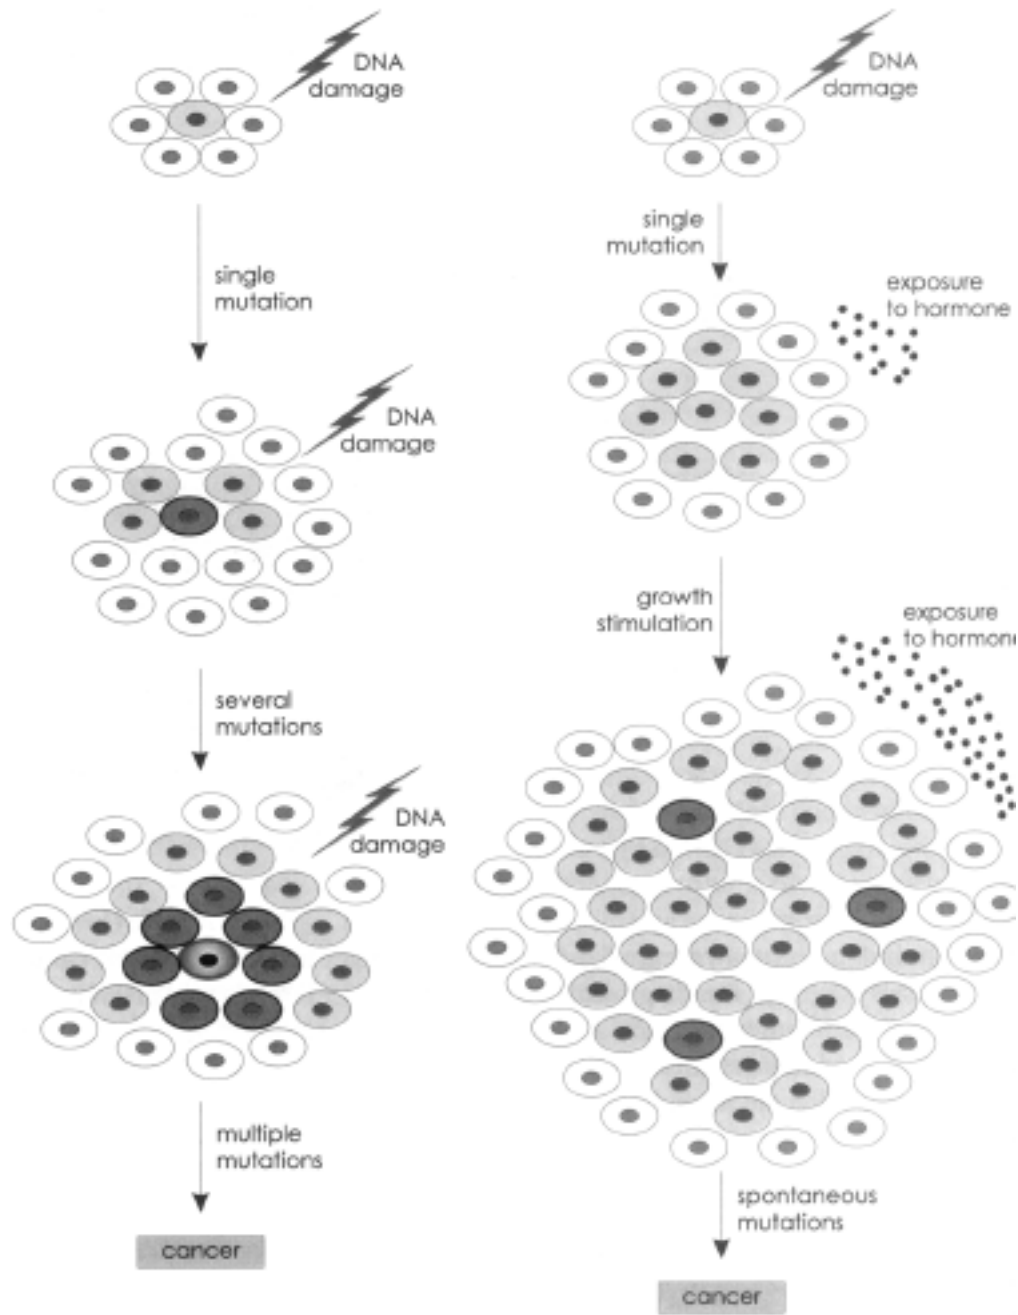 DNA
damage
single
mutation
DNA
damage
several
mutations
DNA
damage
multiple
mutations
cancer
DNA
damage
single
mutation
exposure
to hormone
growth
stimulation
exposure
to hormone
spontaneous
mutations
cancer